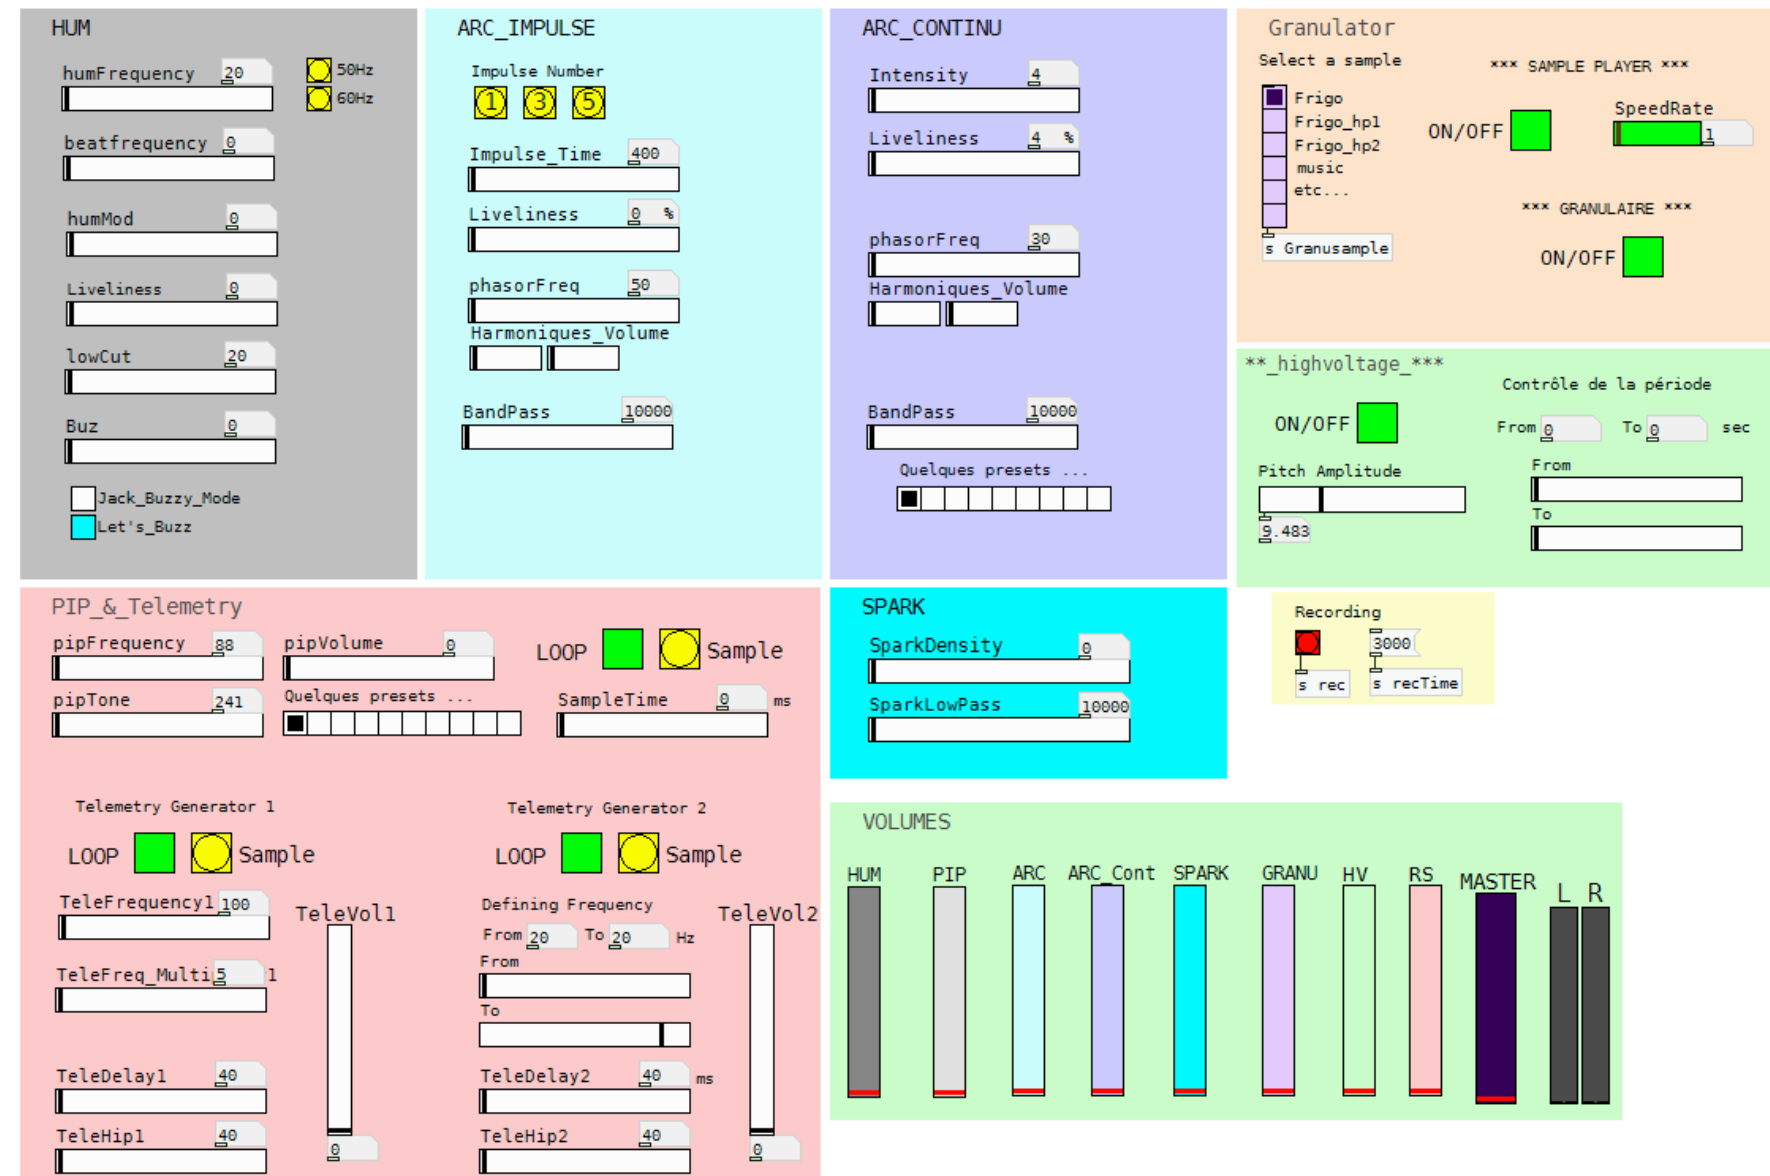 HUM
humFrequency 20
50Hz
60Hz
beatfrequency 0
humMod 0
Liveliness 0
lowCut 20
Buz 0
Jack_Buzzy_Mode
Let's_Buzz
ARC_IMPULSE
Impulse Number
1 3 5
Impulse_Time 400
Liveliness 0 %
phasorFreq 50
Harmoniques_Volume
BandPass 10000
ARC_CONTINU
Intensity 4
Liveliness 4 %
phasorFreq 30
Harmoniques_Volume
BandPass 10000
Quelques presets ...
Granulator
Select a sample
Frigo
Frigo_hp1
Frigo_hp2
music
etc...
s Granusample
*** SAMPLE PLAYER ***
ON/OFF
SpeedRate
1
*** GRANULAIRE ***
ON/OFF
**_highvoltage_***
Contrôle de la période
ON/OFF
From 0 To 0 sec
Pitch Amplitude
9.483
From
To
PIP_&_Telemetry
pipFrequency 88
pipVolume 0
LOOP Sample
pipTone 241
Quelques presets ...
SampleTime 0 ms
Telemetry Generator 1
LOOP Sample
TeleFrequency1 100
TeleVol1
TeleFreq_Multi 5 1
TeleDelay1 40
TeleHip1 40
0
Telemetry Generator 2
LOOP Sample
Defining Frequency
TeleVol2
From 20 To 20 Hz
From
To
TeleDelay2 40 ms
TeleHip2 40
0
SPARK
SparkDensity 0
SparkLowPass 10000
Recording
3000
s rec
s recTime
VOLUMES
HUM PIP ARC ARC_Cont SPARK GRANU HV RS MASTER L R